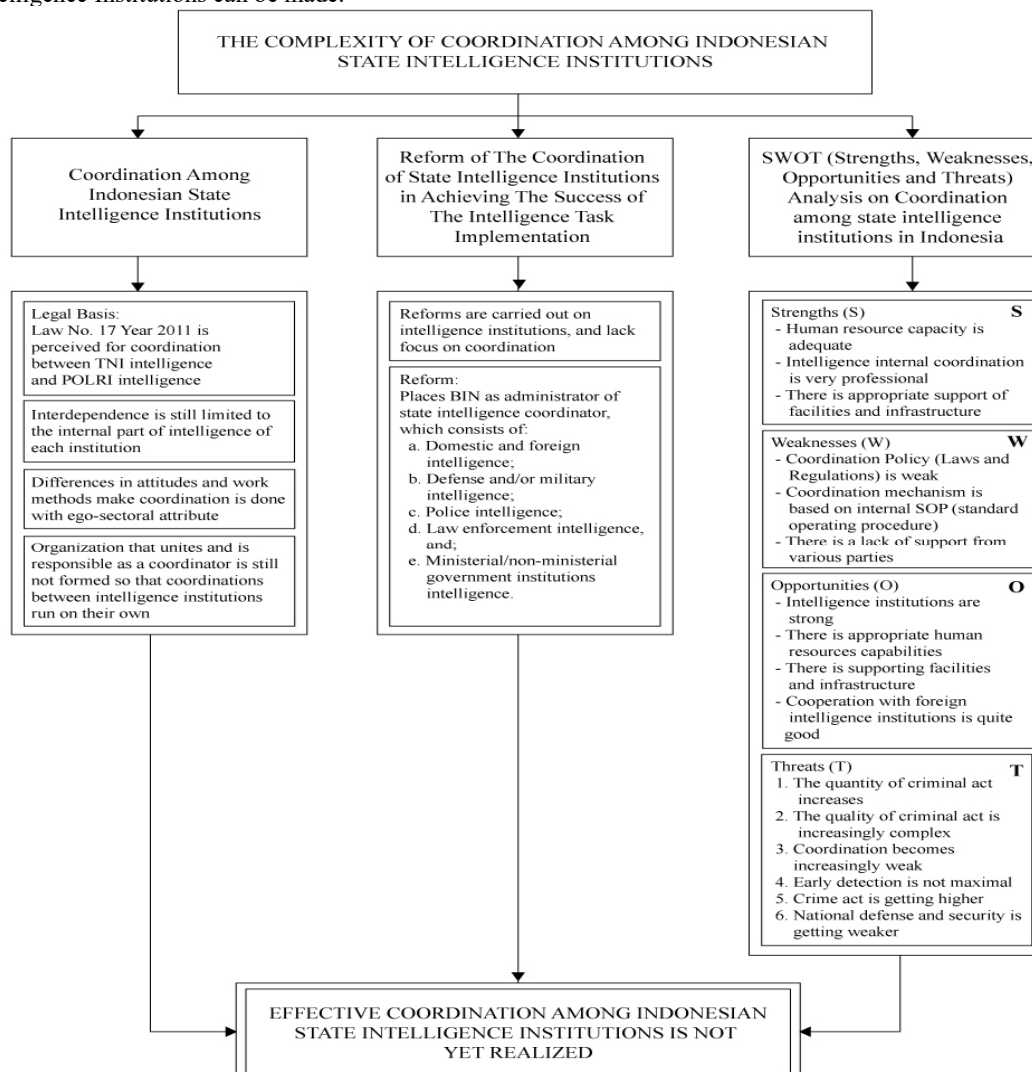 elligence Institutions can be made:
THE COMPLEXITY OF COORDINATION AMONG INDONESIAN
STATE INTELLIGENCE INSTITUTIONS
Coordination Among
Indonesian State
Intelligence Institutions
Reform of The Coordination
of State Intelligence Institutions
in Achieving The Success of
The Intelligence Task
Implementation
SWOT (Strengths, Weaknesses,
Opportunities and Threats)
Analysis on Coordination
among state intelligence
institutions in Indonesia
Legal Basis:
Law No. 17 Year 2011 is
perceived for coordination
between TNI intelligence
and POLRI intelligence
Interdependence is still limited to
the internal part of intelligence of
each institution
Differences in attitudes and work
methods make coordination is done
with ego-sectoral attribute
Organization that unites and is
responsible as a coordinator is still
not formed so that coordinations
between intelligence institutions
run on their own
Reforms are carried out on
intelligence institutions, and lack
focus on coordination
Reform:
Places BIN as administrator of
state intelligence coordinator,
which consists of:
a. Domestic and foreign
intelligence;
b. Defense and/or military
intelligence;
c. Police intelligence;
d. Law enforcement intelligence,
and;
e. Ministerial/non-ministerial
government institutions
intelligence.
Strengths (S) S
- Human resource capacity is
adequate
- Intelligence internal coordination
is very professional
- There is appropriate support of
facilities and infrastructure
Weaknesses (W) W
- Coordination Policy (Laws and
Regulations) is weak
- Coordination mechanism is
based on internal SOP (standard
operating procedure)
- There is a lack of support from
various parties
Opportunities (O) O
- Intelligence institutions are
strong
- There is appropriate human
resources capabilities
- There is supporting facilities
and infrastructure
- Cooperation with foreign
intelligence institutions is quite
good
Threats (T) T
1. The quantity of criminal act
increases
2. The quality of criminal act is
increasingly complex
3. Coordination becomes
increasingly weak
4. Early detection is not maximal
5. Crime act is getting higher
6. National defense and security is
getting weaker
EFFECTIVE COORDINATION AMONG INDONESIAN
STATE INTELLIGENCE INSTITUTIONS IS NOT
YET REALIZED